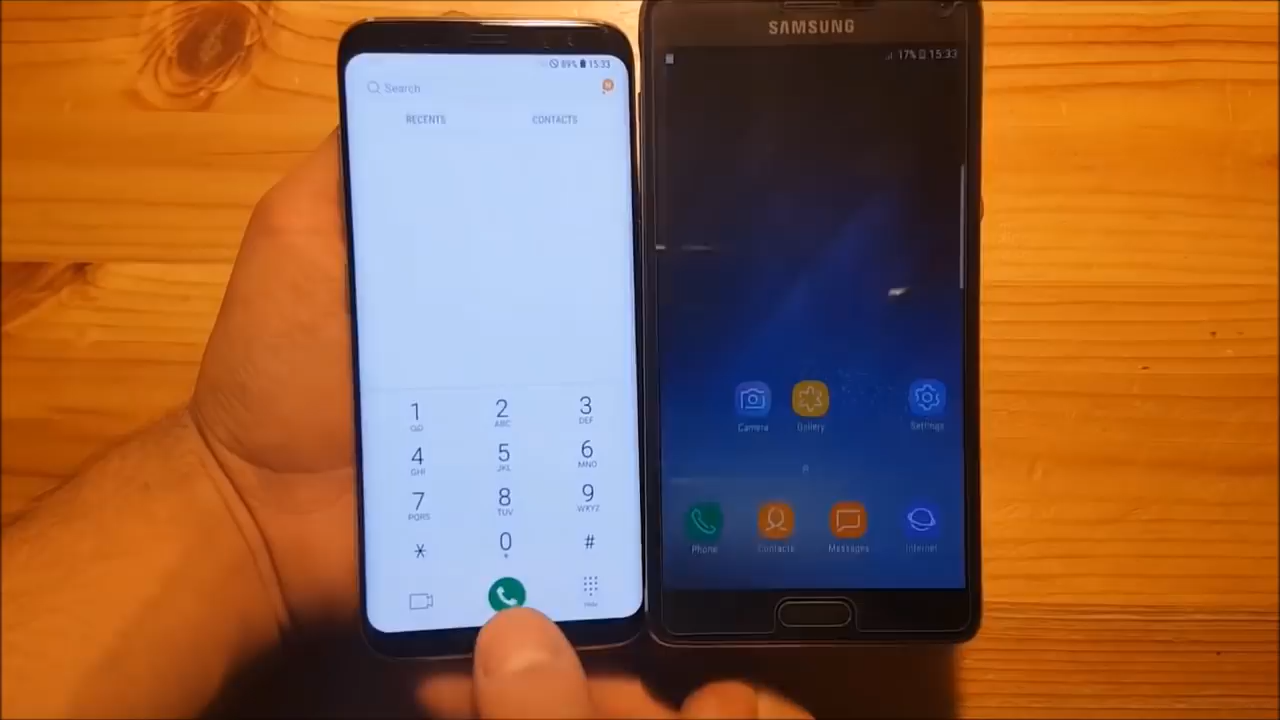 89% 15:33
Search
RECENTS CONTACTS
1 2 3
ABC DEF
4 5 6
GHI JKL MNO
7 8 9
PQRS TUV WXYZ
* 0 #
SAMSUNG
17% 15:33
Camera Gallery Settings
Phone Contacts Messages Internet